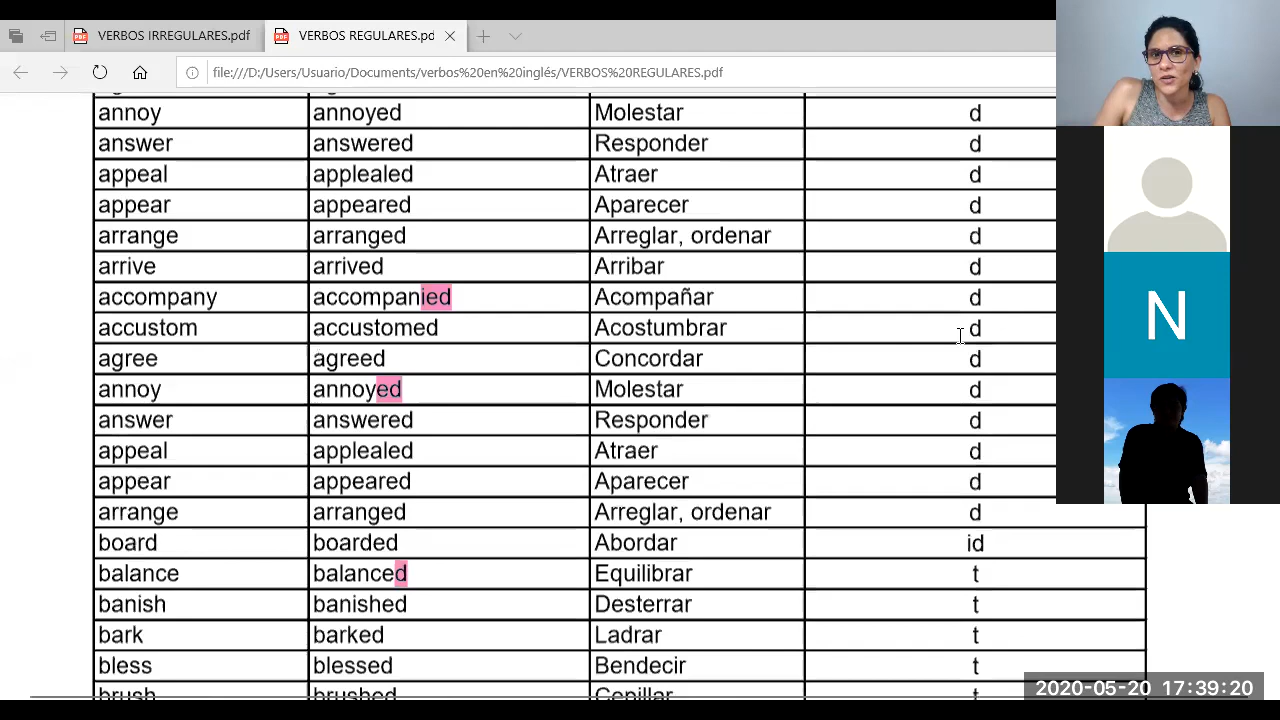 VERBOS IRREGULARES.pdf VERBOS REGULARES.pd
file:///D:/Users/Usuario/Documents/verbos%20en%20inglés/VERBOS%20REGULARES.pdf
annoy annoyed Molestar d
answer answered Responder d
appeal applealed Atraer d
appear appeared Aparecer d
arrange arranged Arreglar, ordenar d
arrive arrived Arribar d
accompany accompanied Acompañar d
accustom accustomed Acostumbrar d
agree agreed Concordar d
annoy annoyed Molestar d
answer answered Responder d
appeal applealed Atraer d
appear appeared Aparecer d
arrange arranged Arreglar, ordenar d
board boarded Abordar id
balance balanced Equilibrar t
banish banished Desterrar t
bark barked Ladrar t
bless blessed Bendecir t
brush brushed Cepillar t
N
2020-05-20 17:39:20